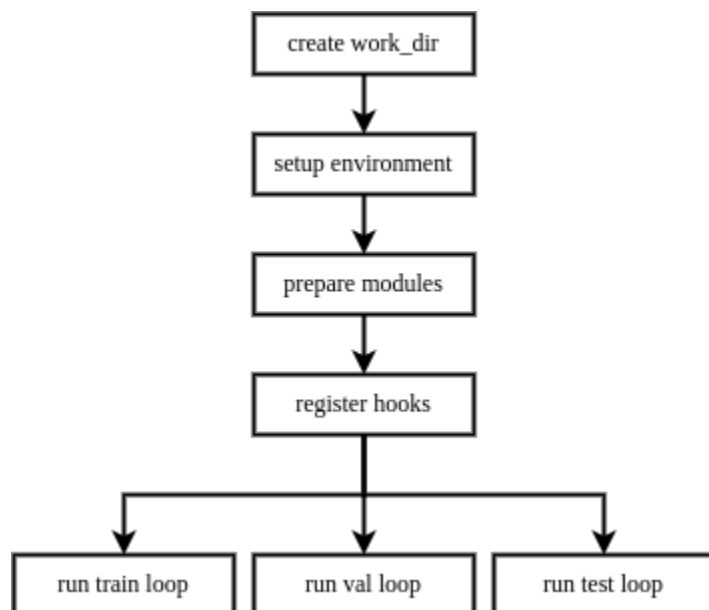 create work_dir
setup environment
prepare modules
register hooks
run train loop
run val loop
run test loop